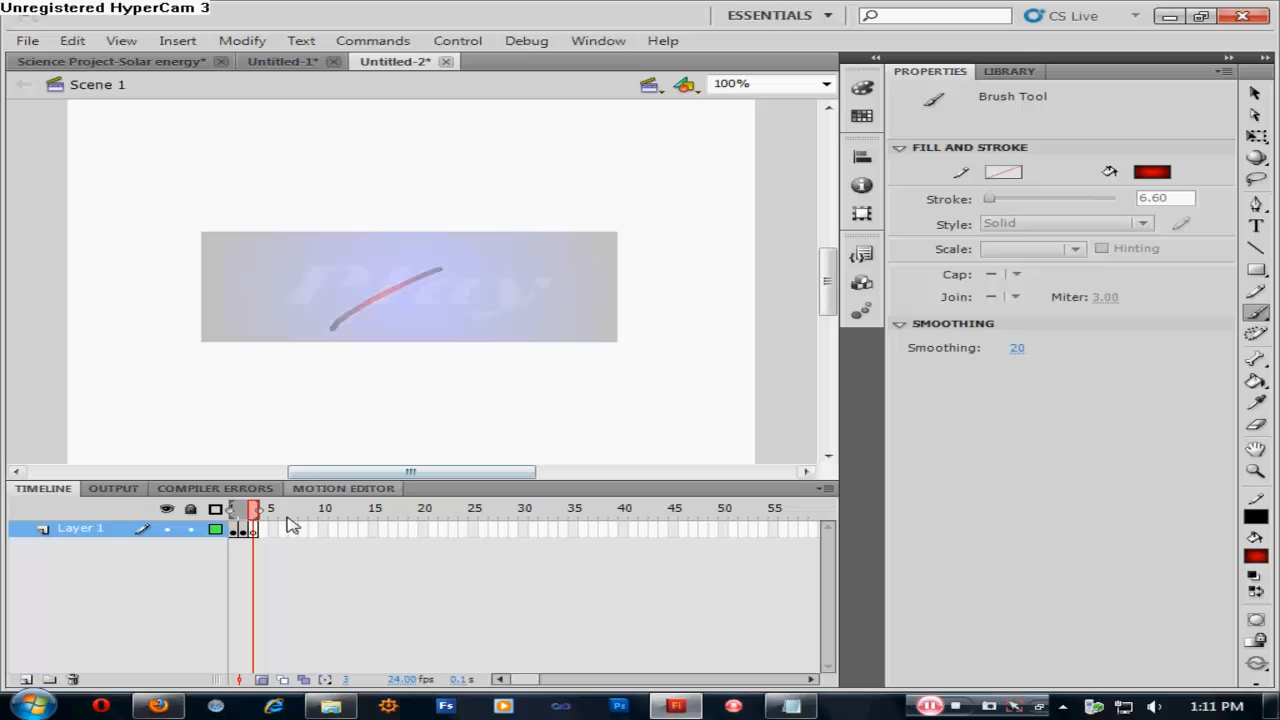 Unregistered HyperCam 3
ESSENTIALS
CS Live
File Edit View Insert Modify Text Commands Control Debug Window Help
Science Project-Solar energy* Untitled-1* Untitled-2*
Scene 1
100%
PROPERTIES LIBRARY
Brush Tool
FILL AND STROKE
Stroke: 6.60
Style: Solid
Scale: Hinting
Cap:
Join: Miter: 3.00
SMOOTHING
Smoothing: 20
TIMELINE OUTPUT COMPILER ERRORS MOTION EDITOR
5 10 15 20 25 30 35 40 45 50 55
Layer 1
3 24.00 fps 0.1 s
Fs Ps Fl
1:11 PM